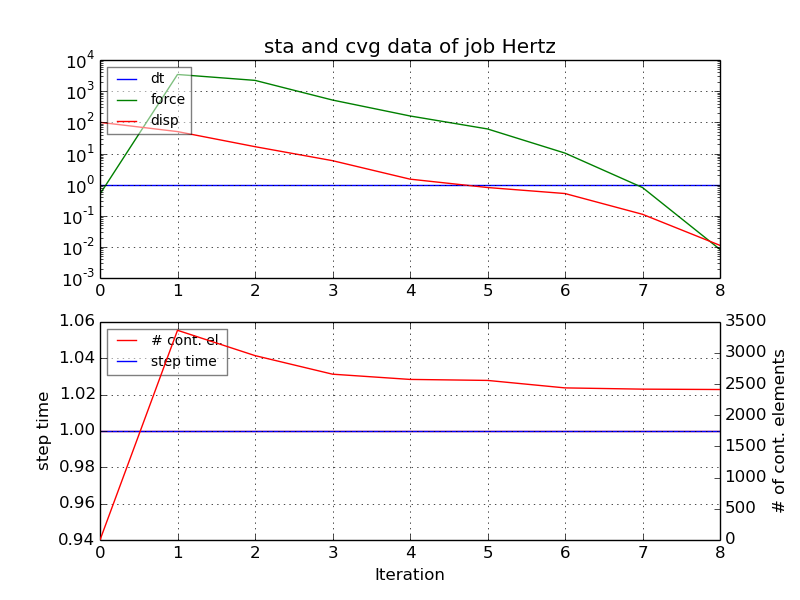 sta and cvg data of job Hertz
10^4
10^3
10^2
10^1
10^0
10^-1
10^-2
10^-3
dt
force
disp
0 1 2 3 4 5 6 7 8
1.06
1.04
1.02
1.00
0.98
0.96
0.94
step time
# cont. el.
step time
3500
3000
2500
2000
1500
1000
500
0
# of cont. elements
0 1 2 3 4 5 6 7 8
Iteration